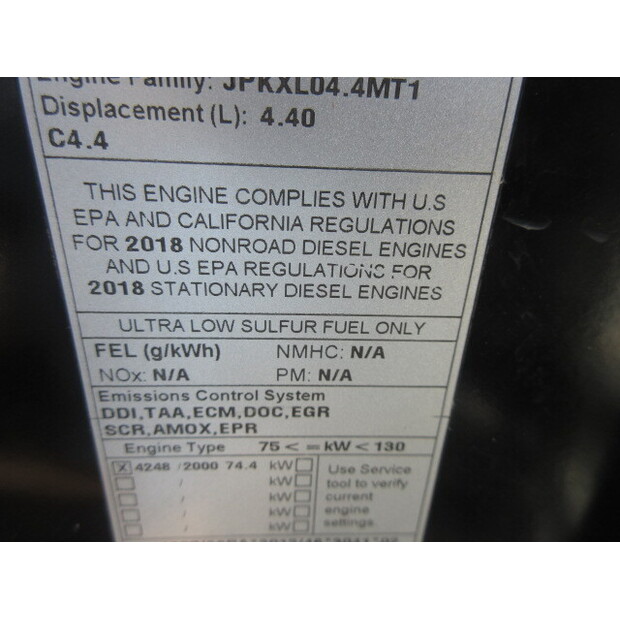 Engine Family: JPKXL04.4MT1
Displacement (L): 4.40
C4.4
THIS ENGINE COMPLIES WITH U.S
EPA AND CALIFORNIA REGULATIONS
FOR 2018 NONROAD DIESEL ENGINES
AND U.S EPA REGULATIONS FOR
2018 STATIONARY DIESEL ENGINES
ULTRA LOW SULFUR FUEL ONLY
FEL (g/kWh) NMHC: N/A
NOx: N/A PM: N/A
Emissions Control System
DDI,TAA,ECM,DOC,EGR
SCR,AMOX,EPR
Engine Type 75 < = kW < 130
X 4248 / 2000 74.4 kW Use Service
/ kW tool to verify
/ kW current
/ kW engine
/ kW settings.